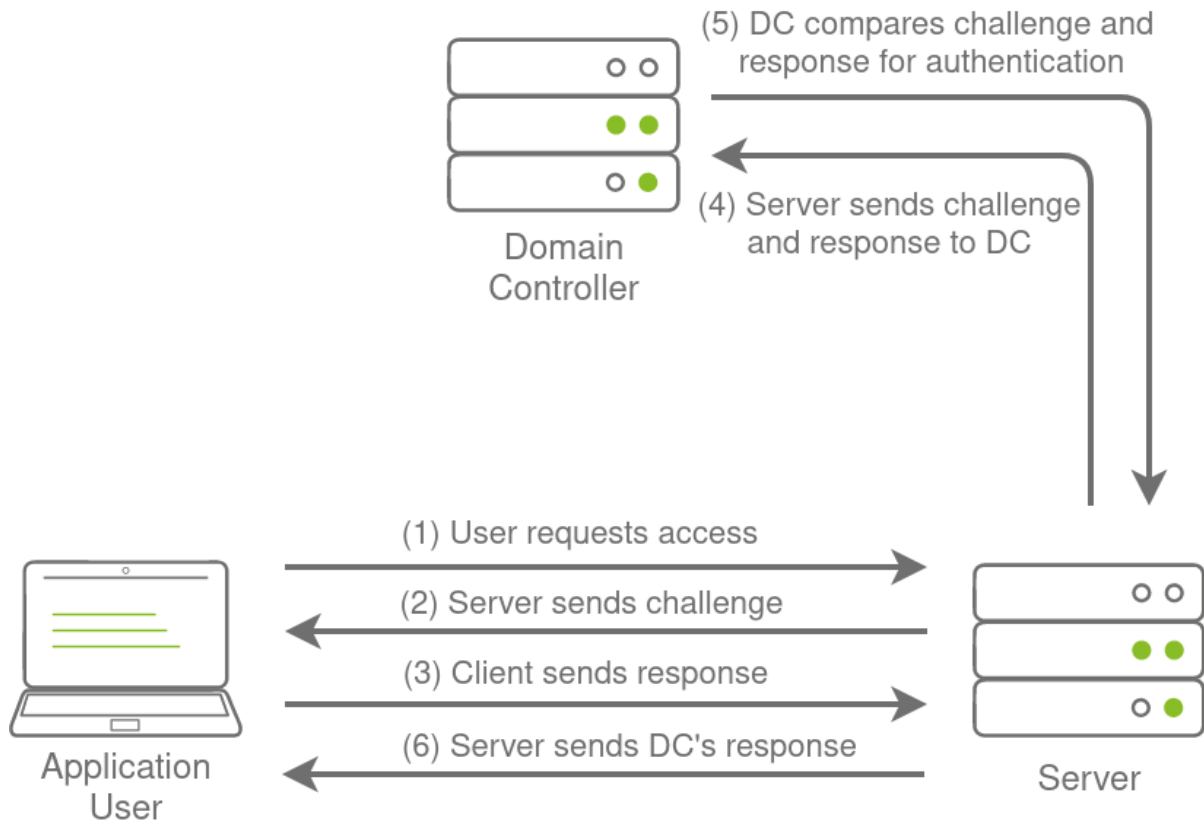 (5) DC compares challenge and
response for authentication
(4) Server sends challenge
and response to DC
Domain
Controller
(1) User requests access
(2) Server sends challenge
(3) Client sends response
(6) Server sends DC's response
Application
User
Server